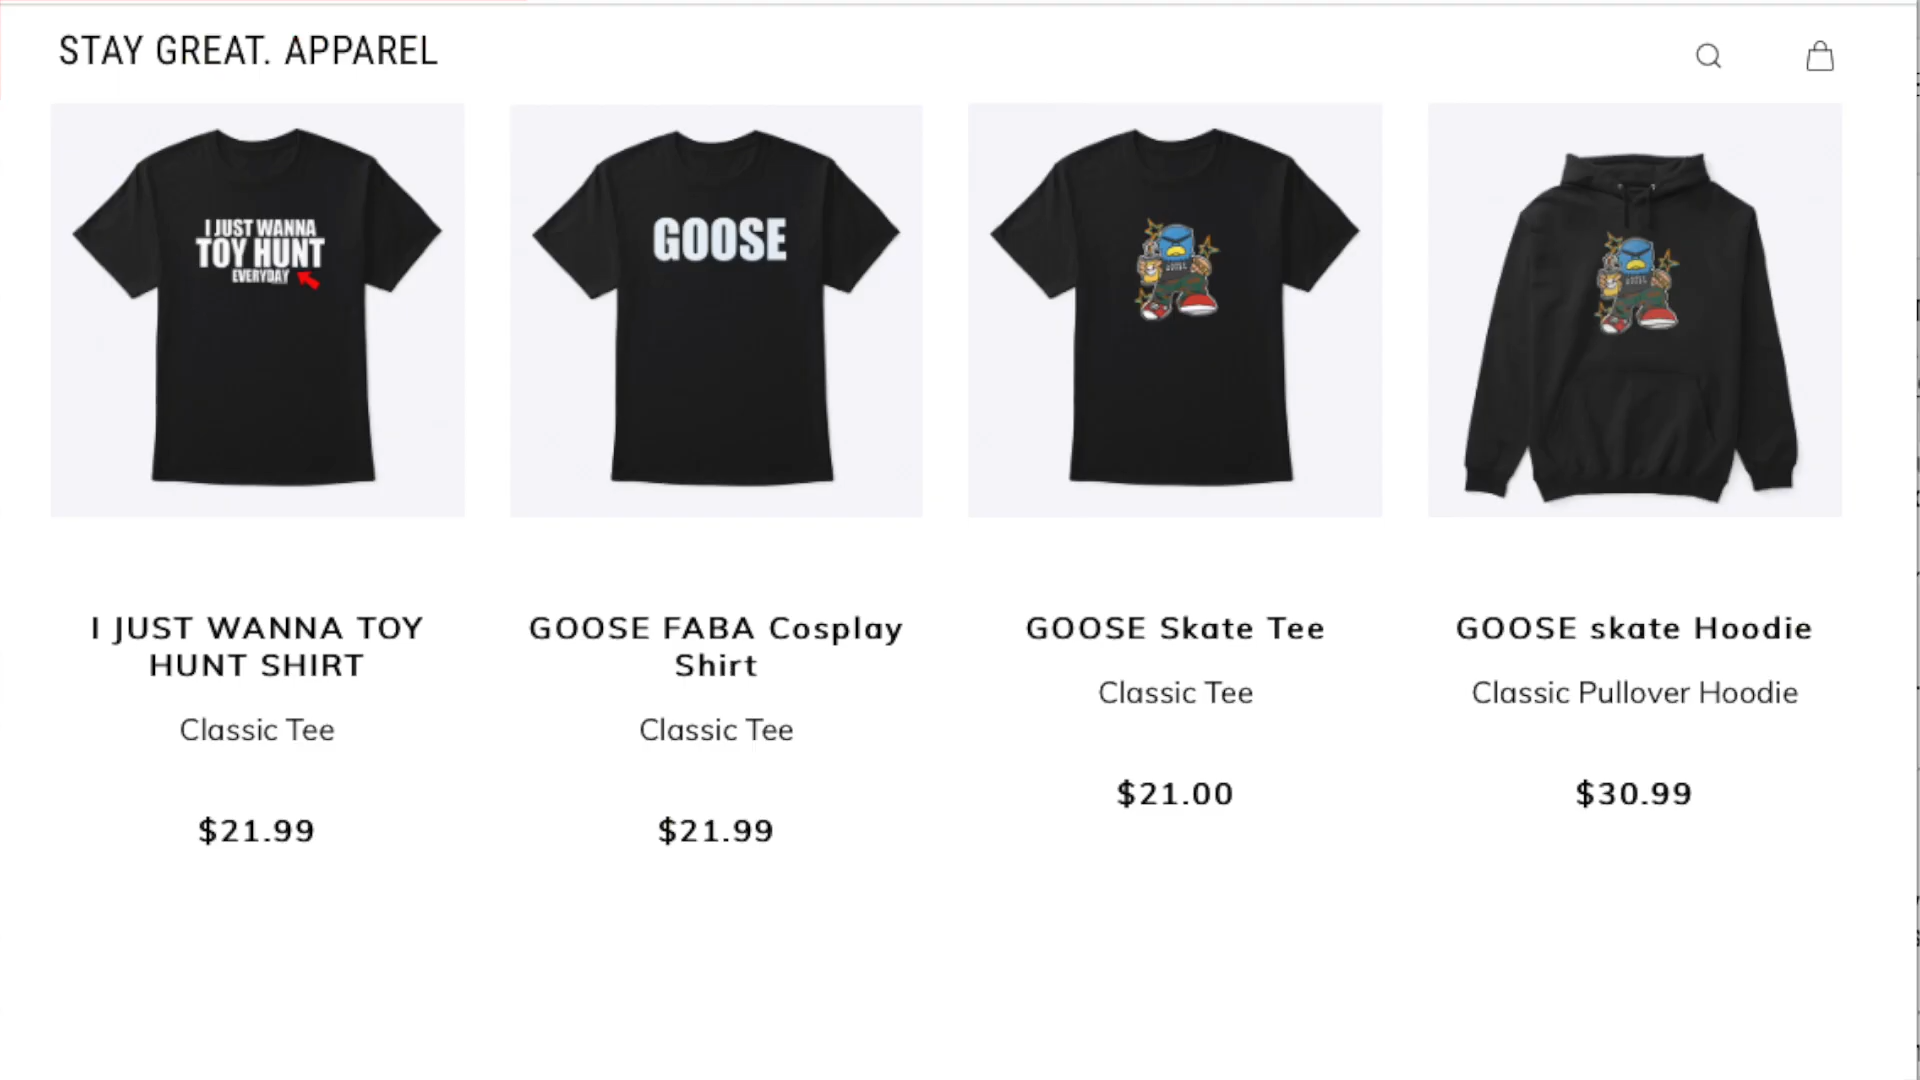 STAY GREAT. APPAREL
I JUST WANNA
TOY HUNT
EVERYDAY
GOOSE
I JUST WANNA TOY
HUNT SHIRT
Classic Tee
$21.99
GOOSE FABA Cosplay
Shirt
Classic Tee
$21.99
GOOSE Skate Tee
Classic Tee
$21.00
GOOSE skate Hoodie
Classic Pullover Hoodie
$30.99